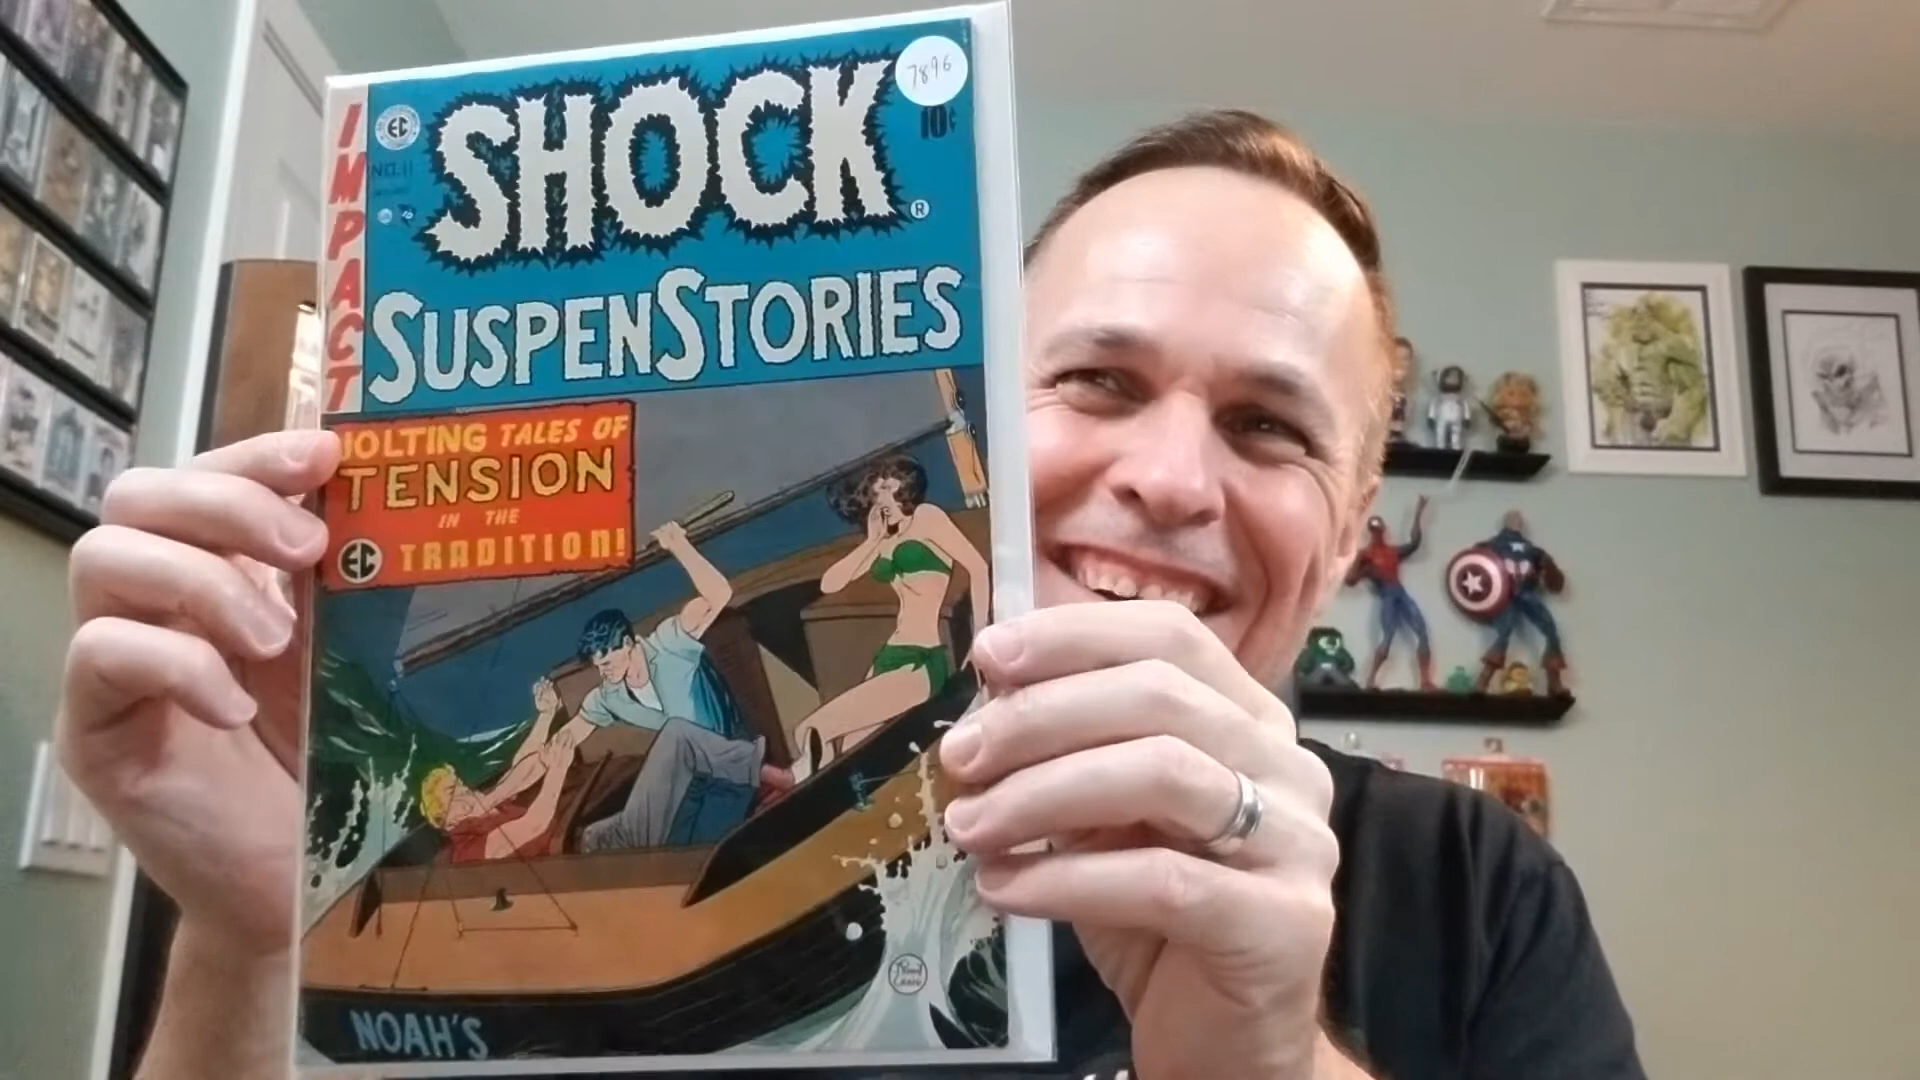 7896
IMPACT
EC
SHOCK
10¢
NO. 11
R
SUSPENSTORIES
JOLTING TALES OF
TENSION
IN THE
EC TRADITION!
NOAH'S